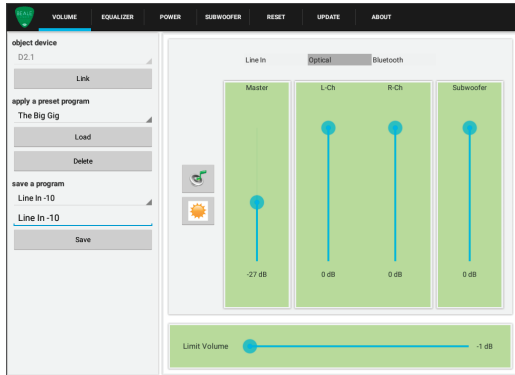 BEALE
VOLUME EQUALIZER POWER SUBWOOFER RESET UPDATE ABOUT
object device
D2.1
Link
apply a preset program
The Big Gig
Load
Delete
save a program
Line In -10
Line In -10
Save
Line In Optical Bluetooth
Master L-Ch R-Ch Subwoofer
-27 dB 0 dB 0 dB 0 dB
Limit Volume -1 dB